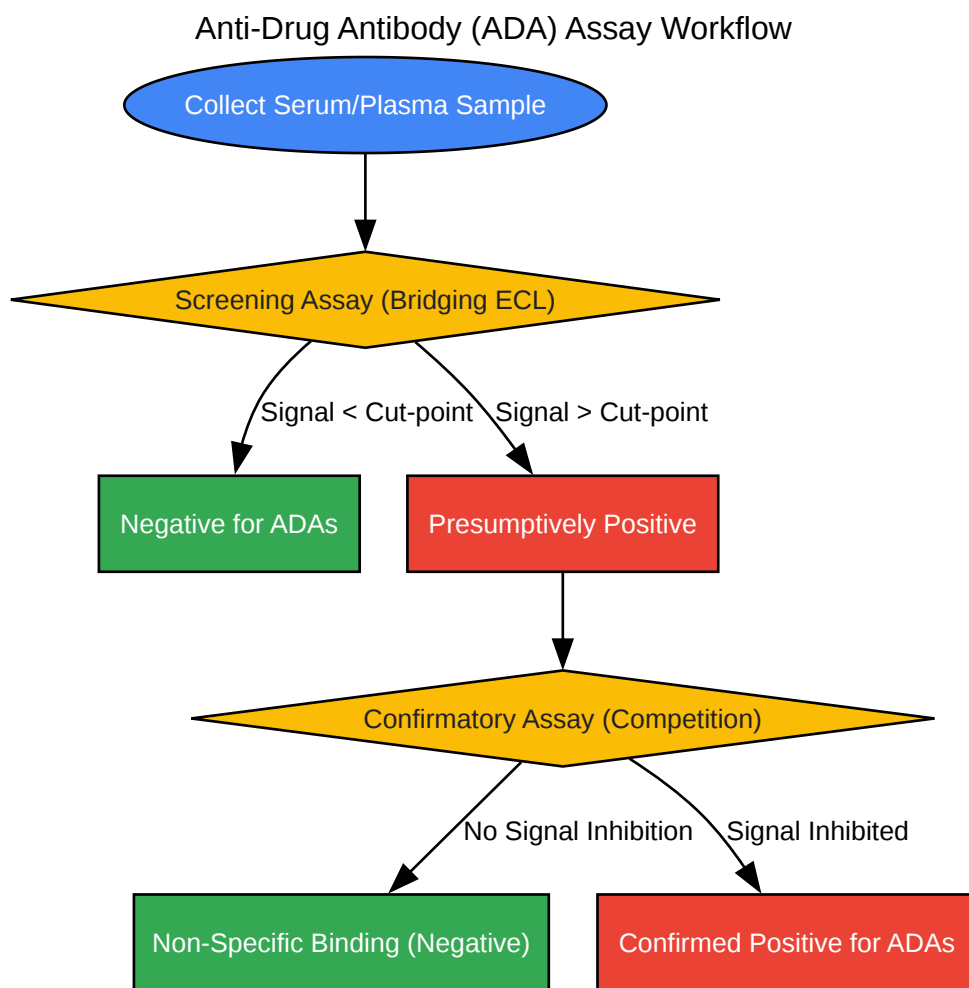 Anti-Drug Antibody (ADA) Assay Workflow
Collect Serum/Plasma Sample
Screening Assay (Bridging ECL)
Signal < Cut-point
Signal > Cut-point
Negative for ADAs
Presumptively Positive
Confirmatory Assay (Competition)
No Signal Inhibition
Signal Inhibited
Non-Specific Binding (Negative)
Confirmed Positive for ADAs